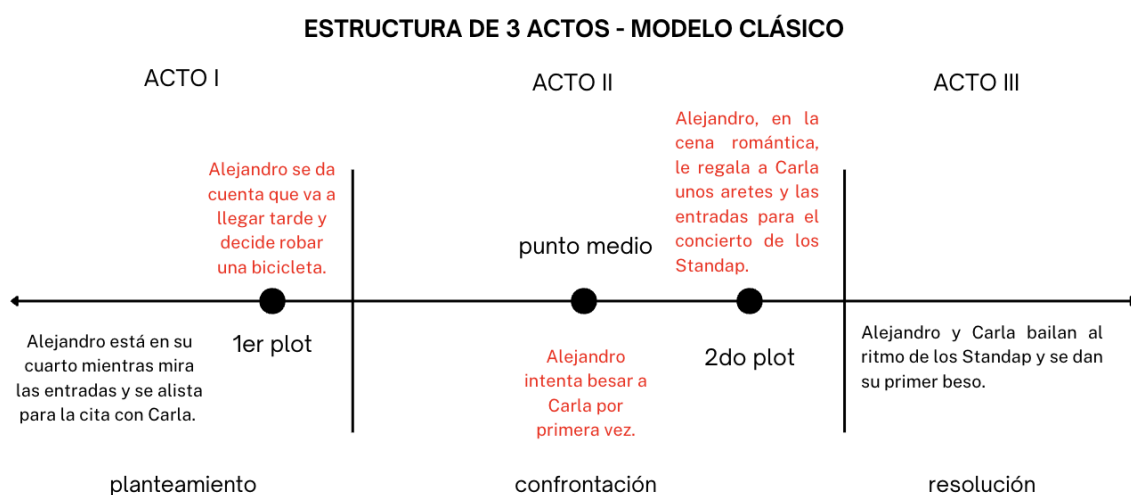 ESTRUCTURA DE 3 ACTOS - MODELO CLÁSICO
ACTO I
ACTO II
ACTO III
Alejandro se da
cuenta que va a
llegar tarde y
decide robar
una bicicleta.
1er plot
Alejandro está en su
cuarto mientras mira
las entradas y se alista
para la cita con Carla.
punto medio
Alejandro
intenta besar a
Carla por
primera vez.
Alejandro, en la
cena romántica,
le regala a Carla
unos aretes y las
entradas para el
concierto de los
Standap.
2do plot
Alejandro y Carla bailan al
ritmo de los Standap y se dan
su primer beso.
planteamiento
confrontación
resolución